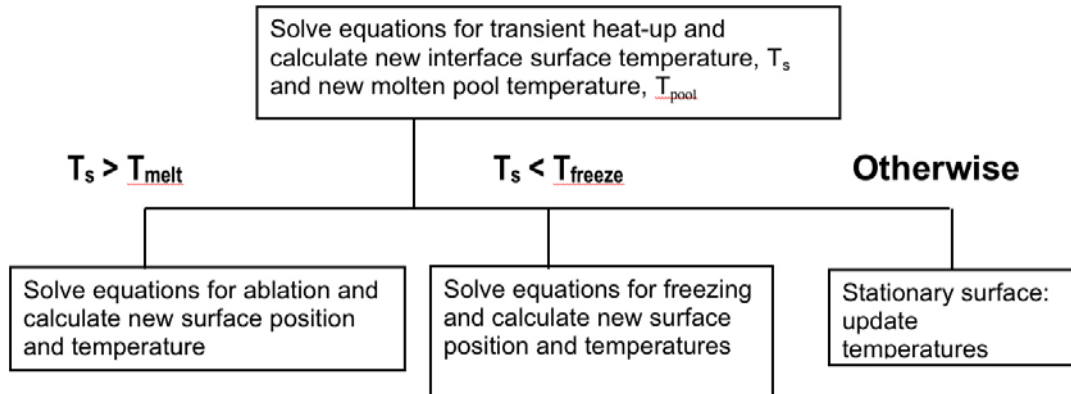 Solve equations for transient heat-up and
calculate new interface surface temperature, Ts
and new molten pool temperature, Tpool
Ts > Tmelt
Ts < Tfreeze
Otherwise
Solve equations for ablation and
calculate new surface position
and temperature
Solve equations for freezing
and calculate new surface
position and temperatures
Stationary surface:
update
temperatures